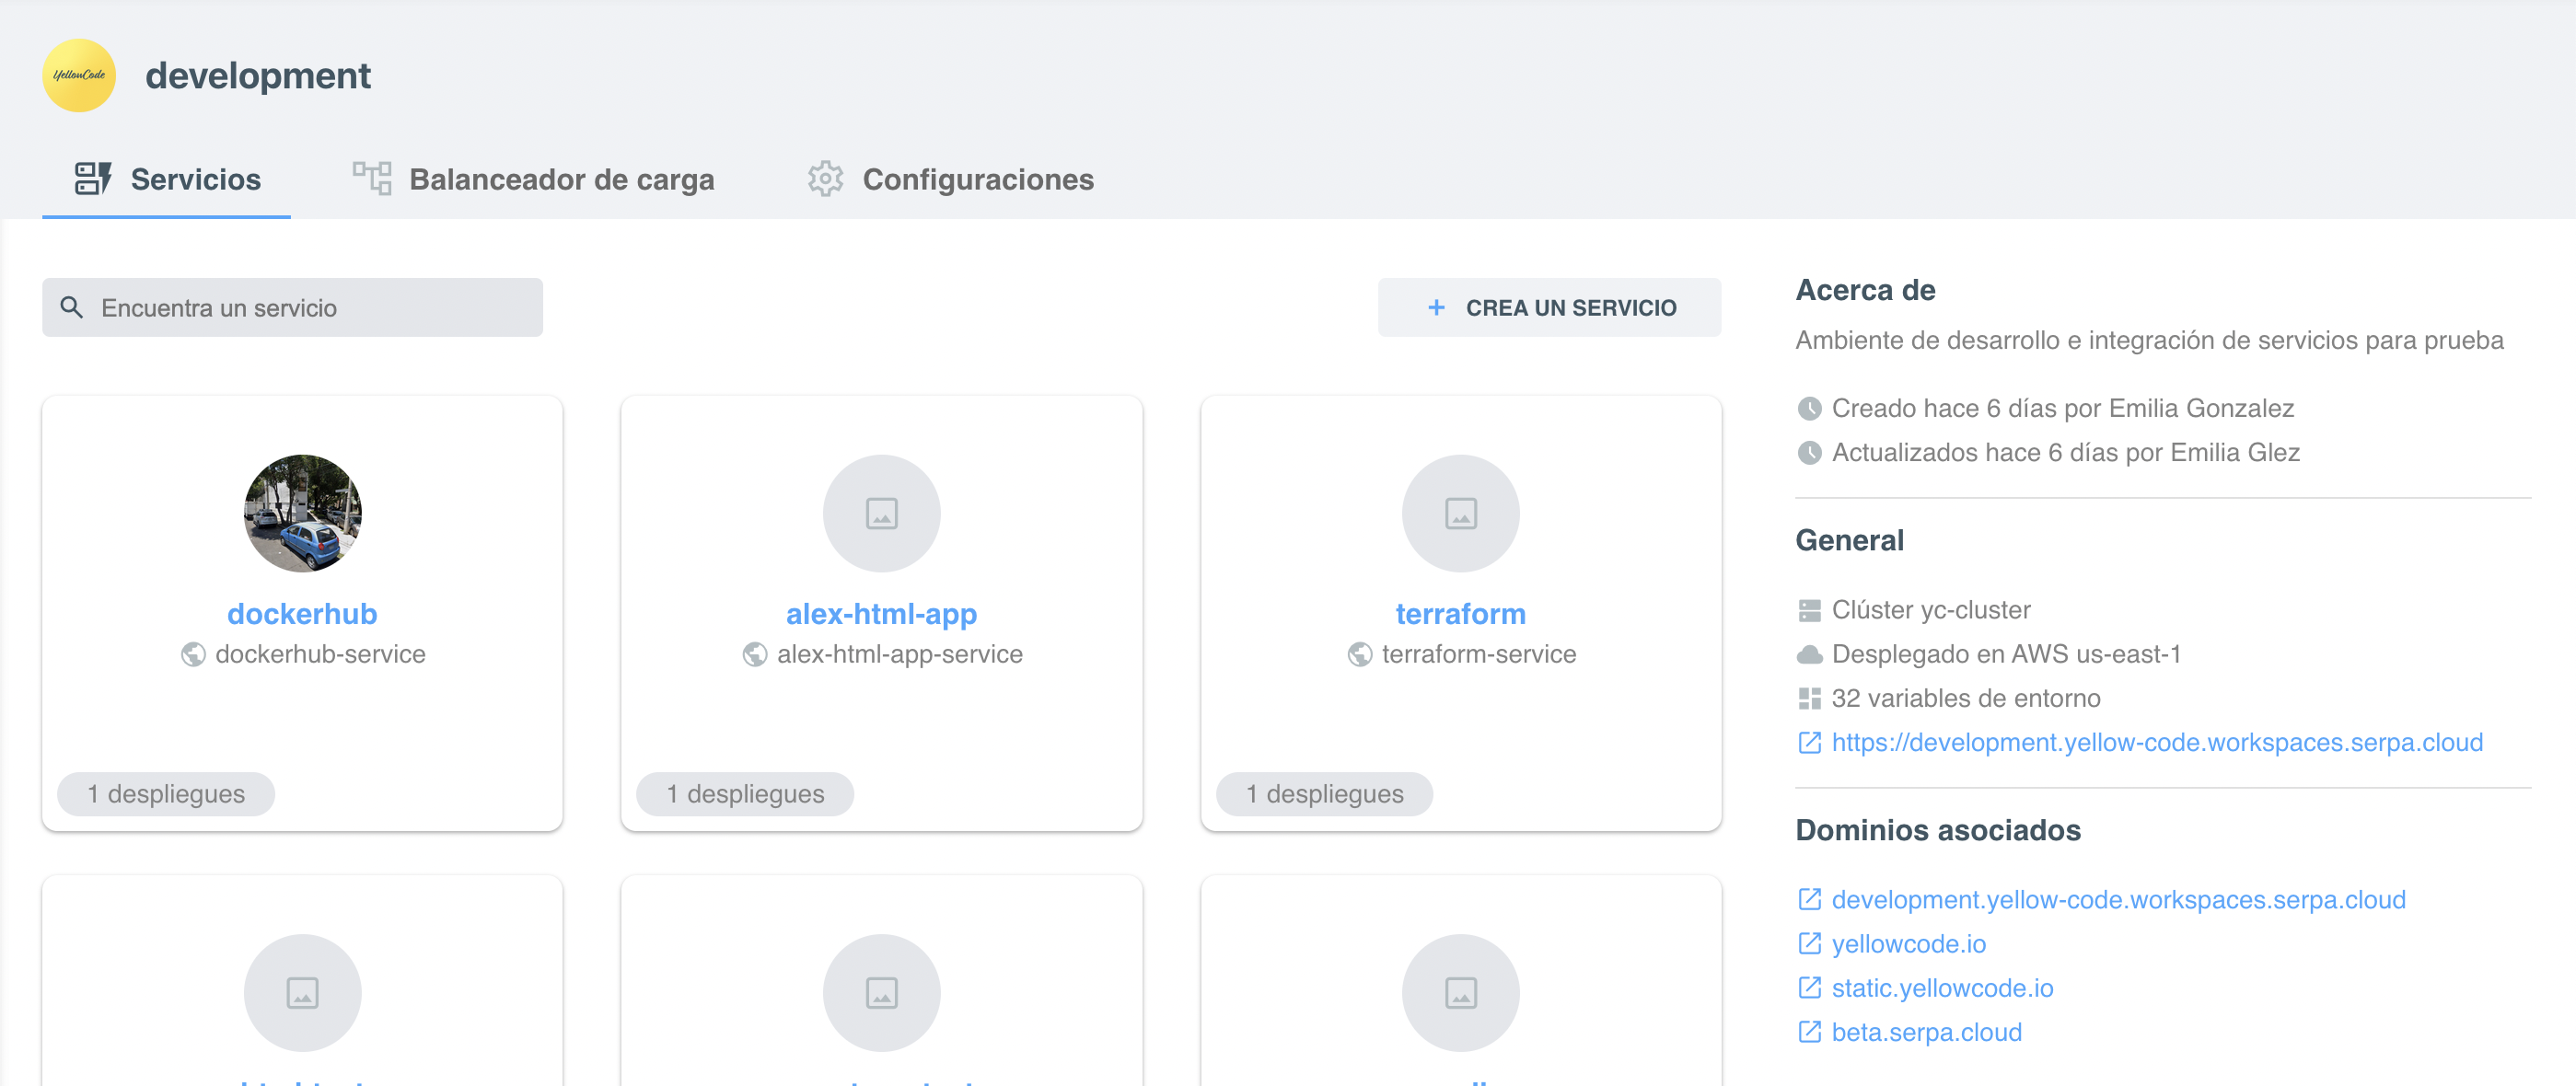 YellowCode
development
Servicios
Balanceador de carga
Configuraciones
Encuentra un servicio
+ CREA UN SERVICIO
dockerhub
dockerhub-service
1 despliegues
alex-html-app
alex-html-app-service
1 despliegues
terraform
terraform-service
1 despliegues
Acerca de
Ambiente de desarrollo e integración de servicios para prueba
Creado hace 6 días por Emilia Gonzalez
Actualizados hace 6 días por Emilia Glez
General
Clúster yc-cluster
Desplegado en AWS us-east-1
32 variables de entorno
https://development.yellow-code.workspaces.serpa.cloud
Dominios asociados
development.yellow-code.workspaces.serpa.cloud
yellowcode.io
static.yellowcode.io
beta.serpa.cloud